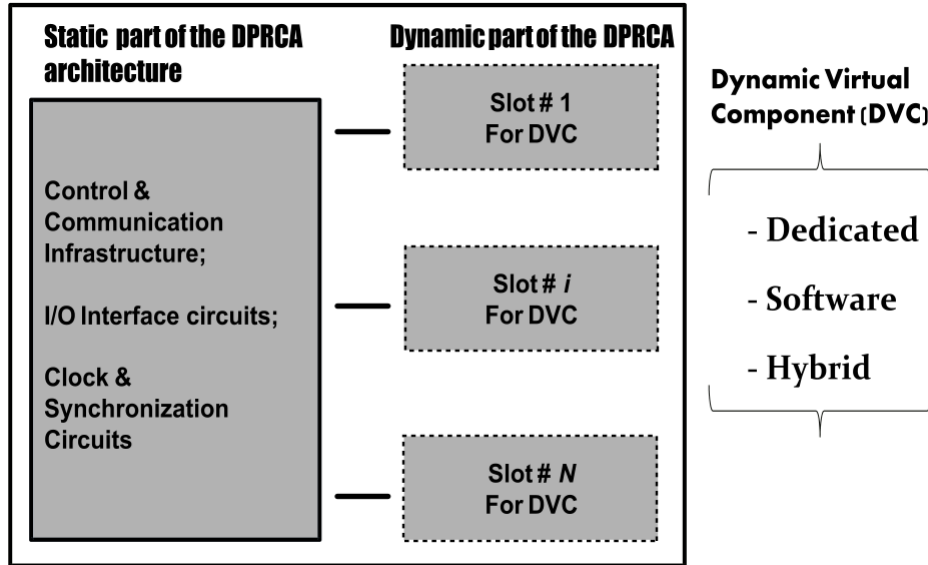 Static part of the DPRCA
architecture
Control &
Communication
Infrastructure;
I/O Interface circuits;
Clock &
Synchronization
Circuits
Dynamic part of the DPRCA
Slot # 1
For DVC
Slot # i
For DVC
Slot # N
For DVC
Dynamic Virtual
Component (DVC)
- Dedicated
- Software
- Hybrid